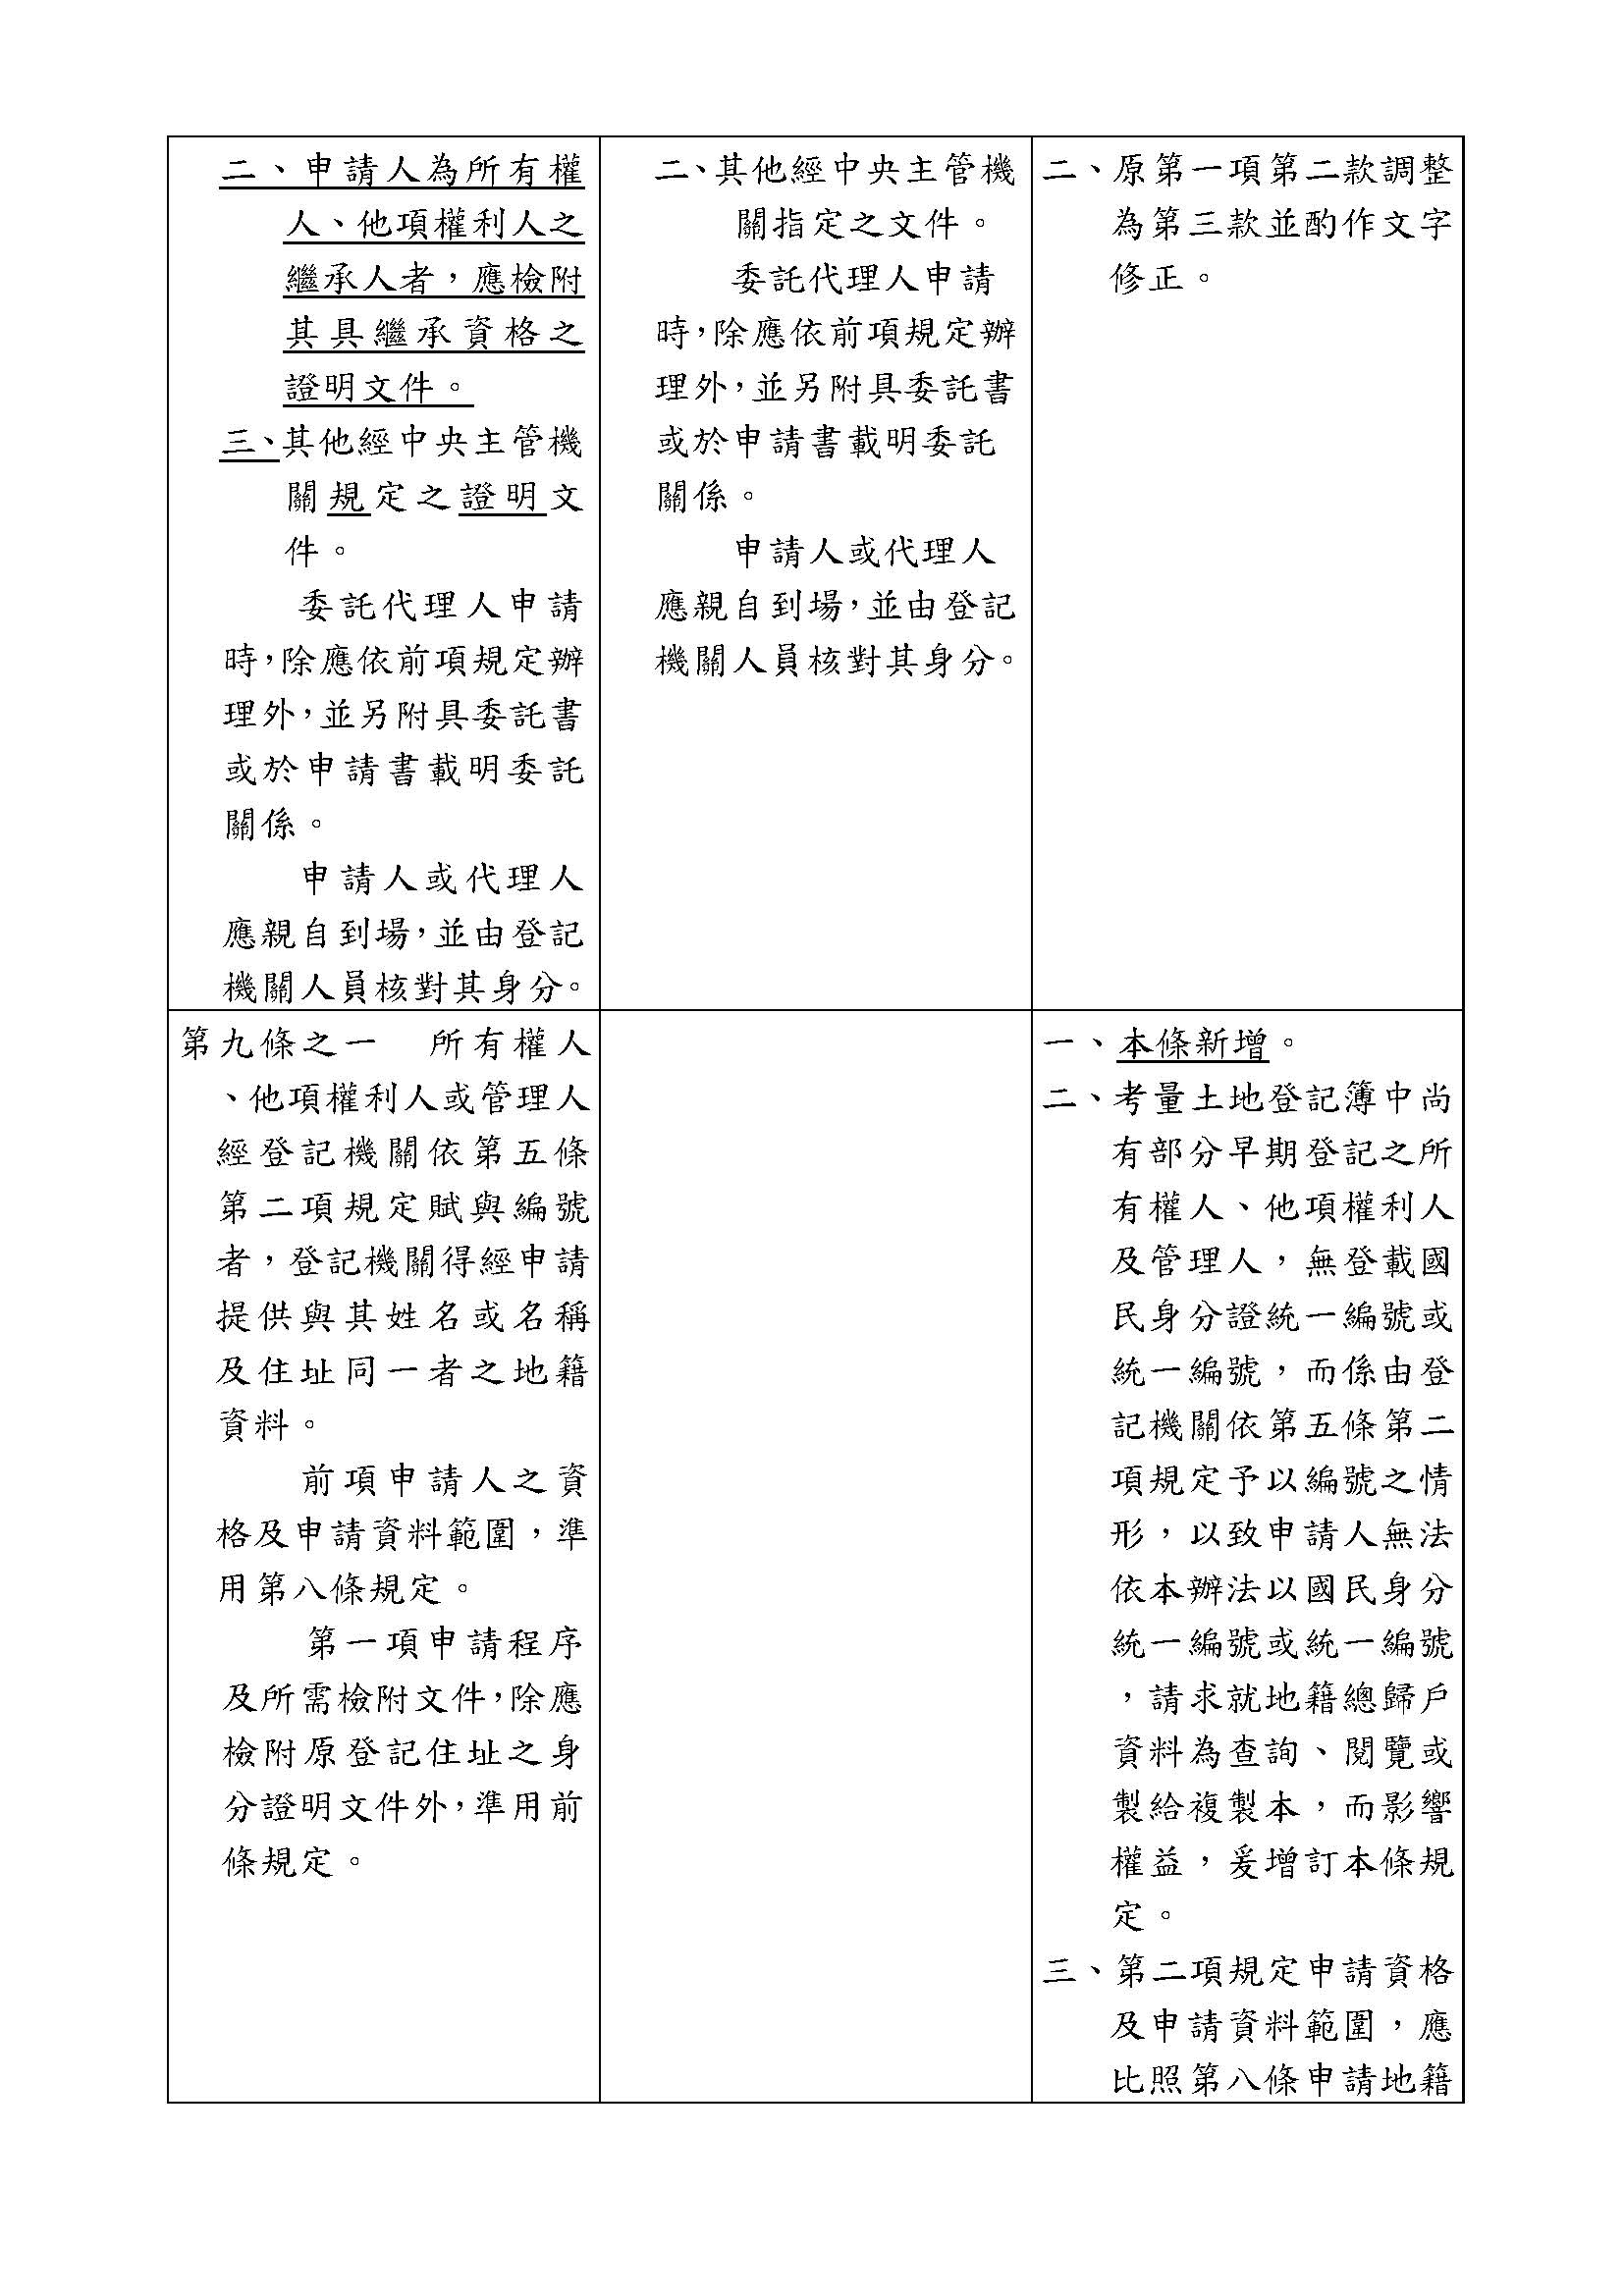 二、申請人為所有權
人、他項權利人之
繼承人者，應檢附
其具繼承資格之
證明文件。
三、其他經中央主管機
關規定之證明文
件。
委託代理人申請
時，除應依前項規定辦
理外，並另附具委託書
或於申請書載明委託
關係。
申請人或代理人
應親自到場，並由登記
機關人員核對其身分。
二、其他經中央主管機
關指定之文件。
委託代理人申請
時，除應依前項規定辦
理外，並另附具委託書
或於申請書載明委託
關係。
申請人或代理人
應親自到場，並由登記
機關人員核對其身分。
二、原第一項第二款調整
為第三款並酌作文字
修正。
第九條之一　所有權人
、他項權利人或管理人
經登記機關依第五條
第二項規定賦與編號
者，登記機關得經申請
提供與其姓名或名稱
及住址同一者之地籍
資料。
前項申請人之資
格及申請資料範圍，準
用第八條規定。
第一項申請程序
及所需檢附文件，除應
檢附原登記住址之身
分證明文件外，準用前
條規定。
一、本條新增。
二、考量土地登記簿中尚
有部分早期登記之所
有權人、他項權利人
及管理人，無登載國
民身分證統一編號或
統一編號，而係由登
記機關依第五條第二
項規定予以編號之情
形，以致申請人無法
依本辦法以國民身分
統一編號或統一編號
，請求就地籍總歸戶
資料為查詢、閱覽或
製給複製本，而影響
權益，爰增訂本條規
定。
三、第二項規定申請資格
及申請資料範圍，應
比照第八條申請地籍